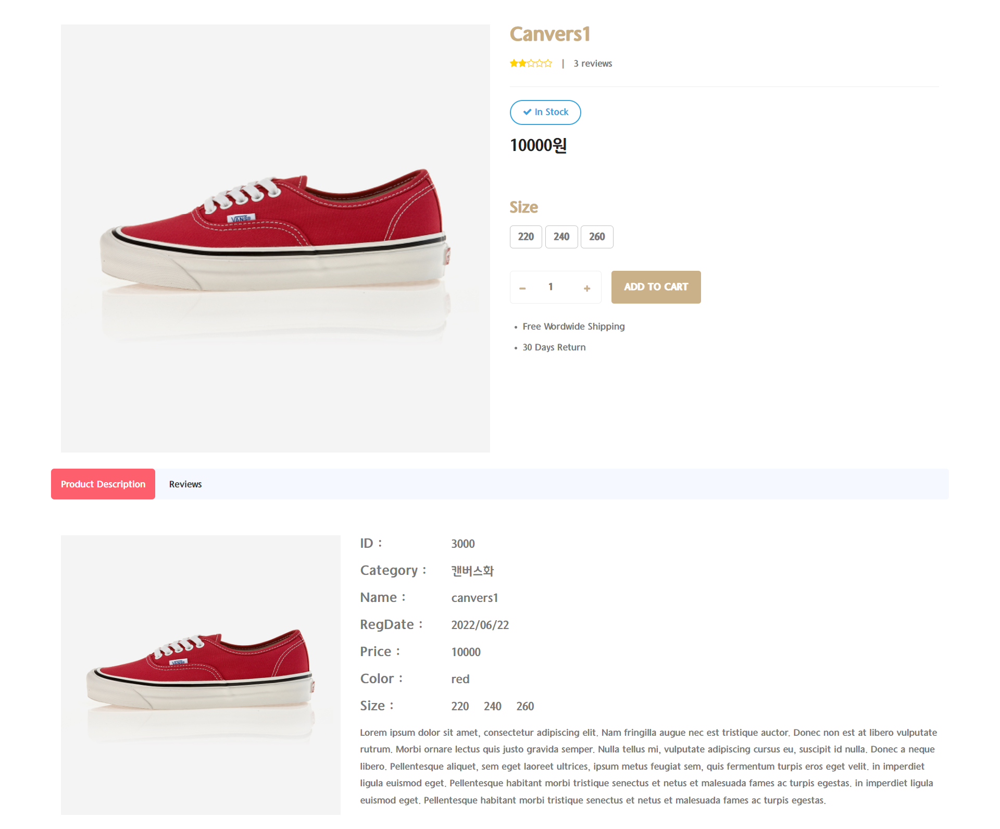 Canvers1
| 3 reviews
In Stock
10000원
VANS®
Size
220 240 260
− 1 +
ADD TO CART
• Free Wordwide Shipping
• 30 Days Return
Product Description
Reviews
VANS®
ID : 3000
Category : 캔버스화
Name : canvers1
RegDate : 2022/06/22
Price : 10000
Color : red
Size : 220 240 260
Lorem ipsum dolor sit amet, consectetur adipiscing elit. Nam fringilla augue nec est tristique auctor. Donec non est at libero vulputate
rutrum. Morbi ornare lectus quis justo gravida semper. Nulla tellus mi, vulputate adipiscing cursus eu, suscipit id nulla. Donec a neque
libero. Pellentesque aliquet, sem eget laoreet ultrices, ipsum metus feugiat sem, quis fermentum turpis eros eget velit. in imperdiet
ligula euismod eget. Pellentesque habitant morbi tristique senectus et netus et malesuada fames ac turpis egestas. in imperdiet ligula
euismod eget. Pellentesque habitant morbi tristique senectus et netus et malesuada fames ac turpis egestas.